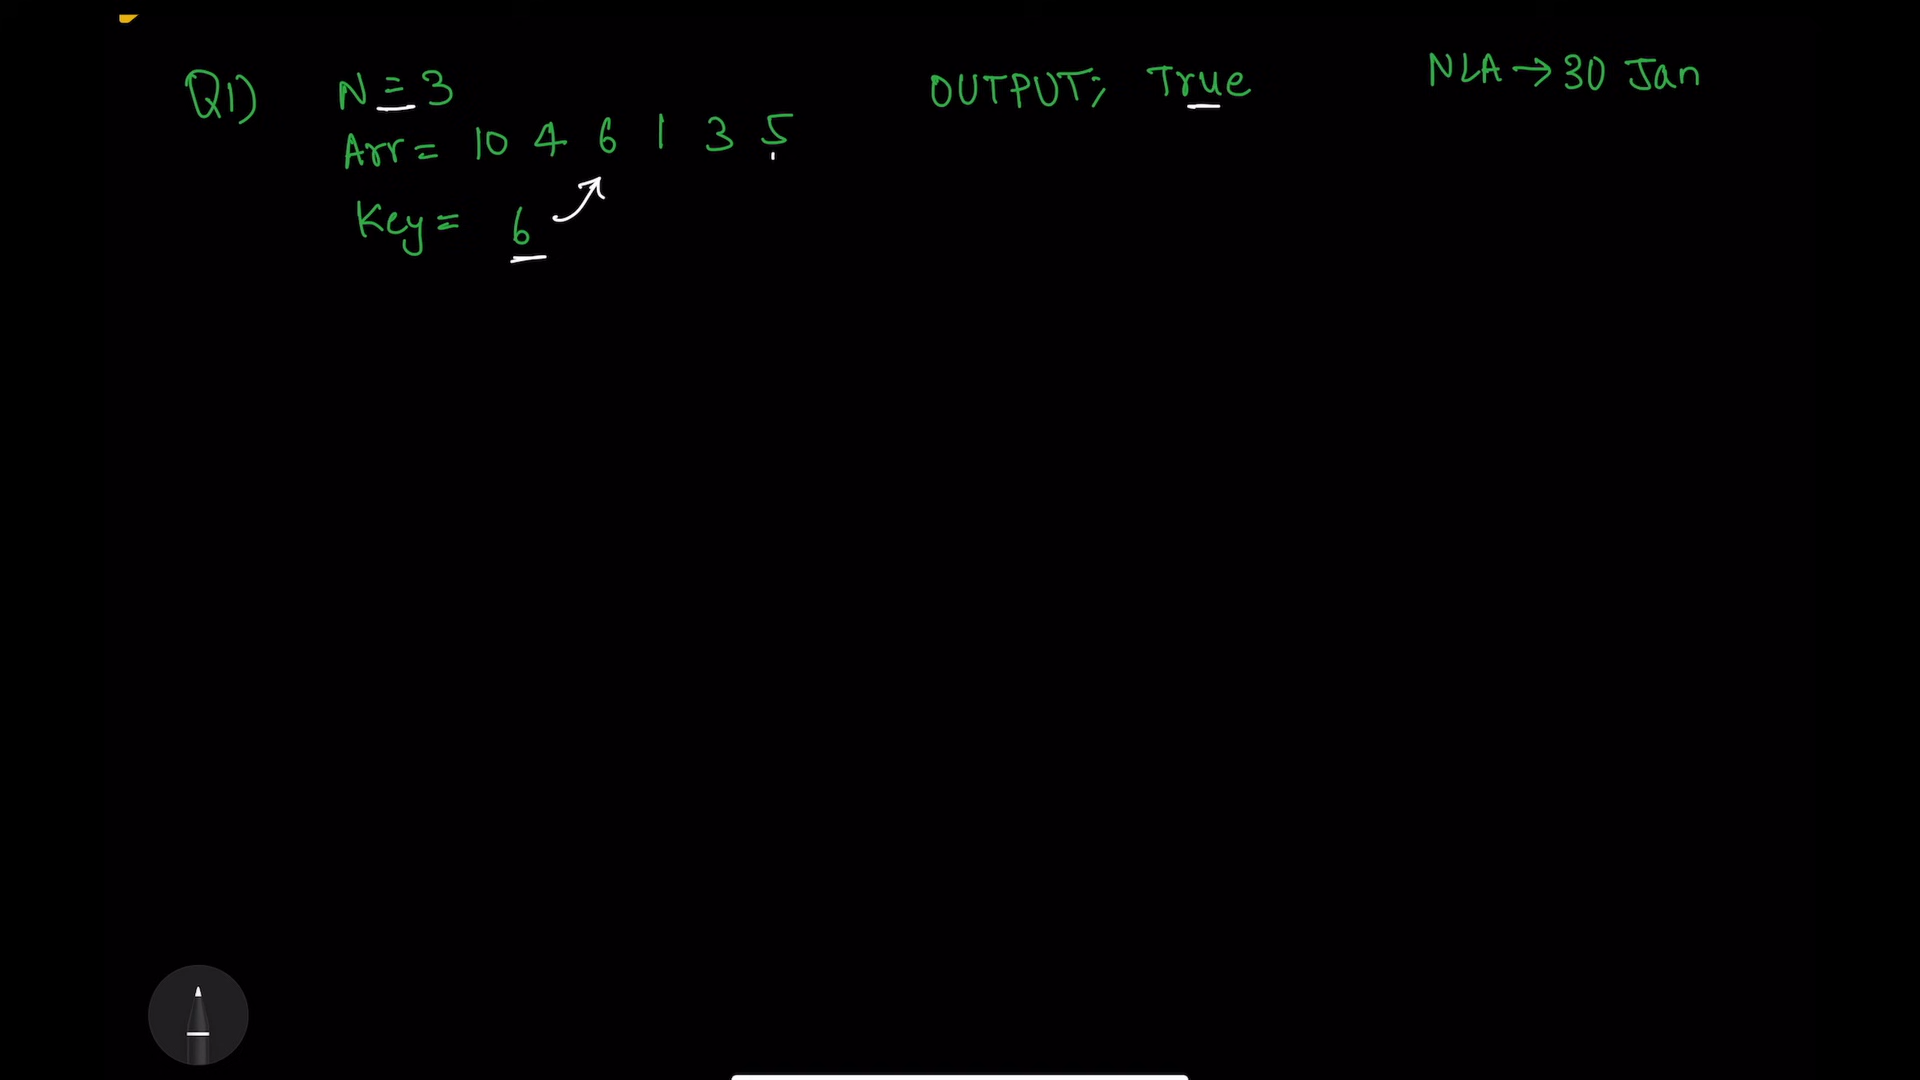 Q1) N = 3 OUTPUT; True NLA → 30 Jan
Arr = 10 4 6 1 3 5
Key = 6